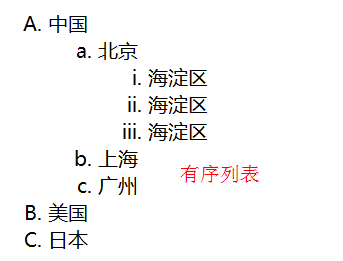 A. 中国
a. 北京
i. 海淀区
ii. 海淀区
iii. 海淀区
b. 上海
c. 广州
有序列表
B. 美国
C. 日本